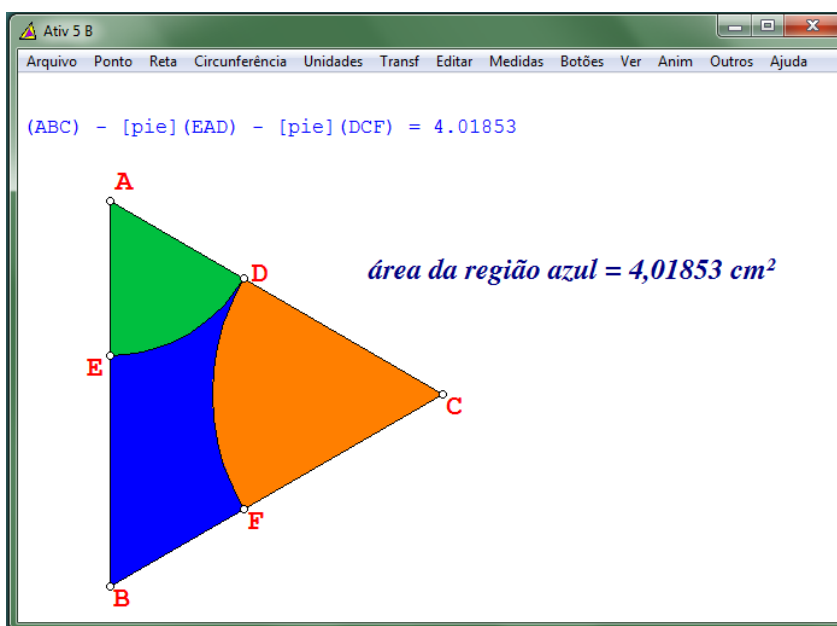 Ativ 5 B
Arquivo Ponto Reta Circunferência Unidades Transf Editar Medidas Botões Ver Anim Outros Ajuda
(ABC) - [pie](EAD) - [pie](DCF) = 4.01853
A
D
área da região azul = 4,01853 cm²
E
C
F
B